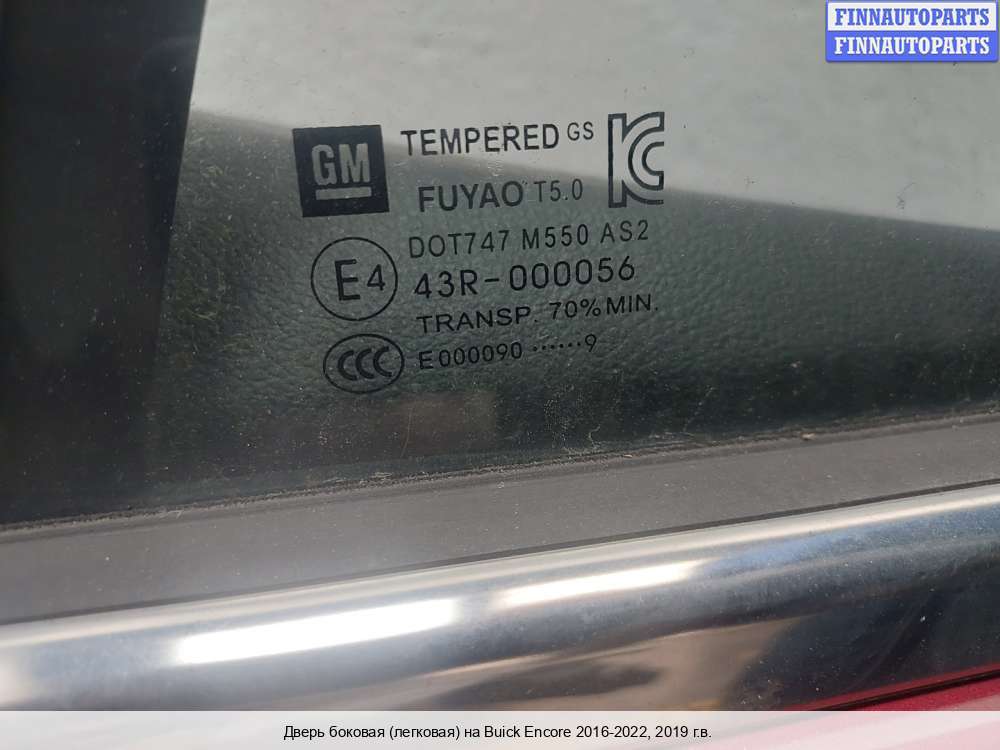 FINNAUTOPARTS
FINNAUTOPARTS
GM TEMPERED GS KC
FUYAO T5.0
DOT747 M550 AS2
E4 43R-000056
TRANSP. 70% MIN.
CCC E000090 ······9
Дверь боковая (легковая) на Buick Encore 2016-2022, 2019 г.в.